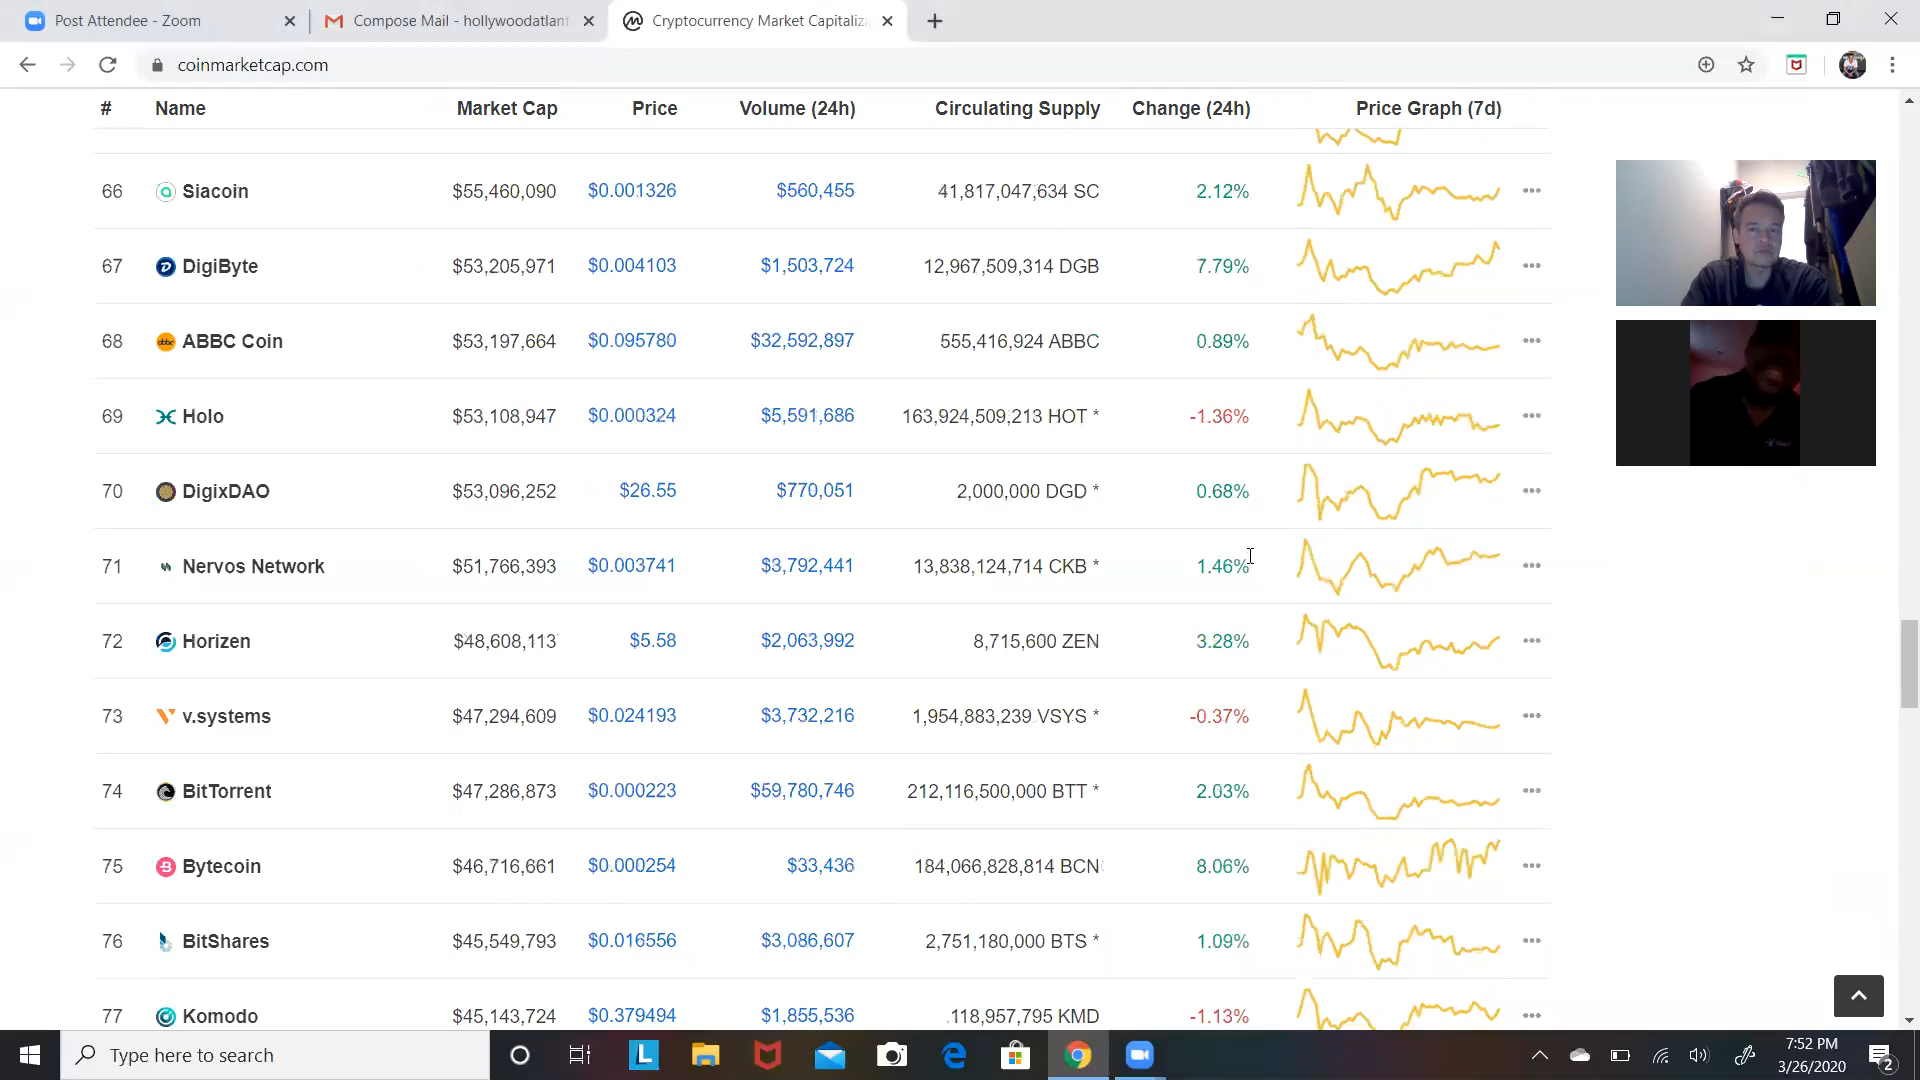 Post Attendee - Zoom
Compose Mail - hollywoodatlant
Cryptocurrency Market Capitaliza
coinmarketcap.com
# Name Market Cap Price Volume (24h) Circulating Supply Change (24h) Price Graph (7d)
66 Siacoin $55,460,090 $0.001326 $560,455 41,817,047,634 SC 2.12%
67 DigiByte $53,205,971 $0.004103 $1,503,724 12,967,509,314 DGB 7.79%
68 ABBC Coin $53,197,664 $0.095780 $32,592,897 555,416,924 ABBC 0.89%
69 Holo $53,108,947 $0.000324 $5,591,686 163,924,509,213 HOT * -1.36%
70 DigixDAO $53,096,252 $26.55 $770,051 2,000,000 DGD * 0.68%
71 Nervos Network $51,766,393 $0.003741 $3,792,441 13,838,124,714 CKB * 1.46%
72 Horizen $48,608,113 $5.58 $2,063,992 8,715,600 ZEN 3.28%
73 v.systems $47,294,609 $0.024193 $3,732,216 1,954,883,239 VSYS * -0.37%
74 BitTorrent $47,286,873 $0.000223 $59,780,746 212,116,500,000 BTT * 2.03%
75 Bytecoin $46,716,661 $0.000254 $33,436 184,066,828,814 BCN 8.06%
76 BitShares $45,549,793 $0.016556 $3,086,607 2,751,180,000 BTS * 1.09%
77 Komodo $45,143,724 $0.379494 $1,855,536 118,957,795 KMD -1.13%
Type here to search
7:52 PM
3/26/2020
2